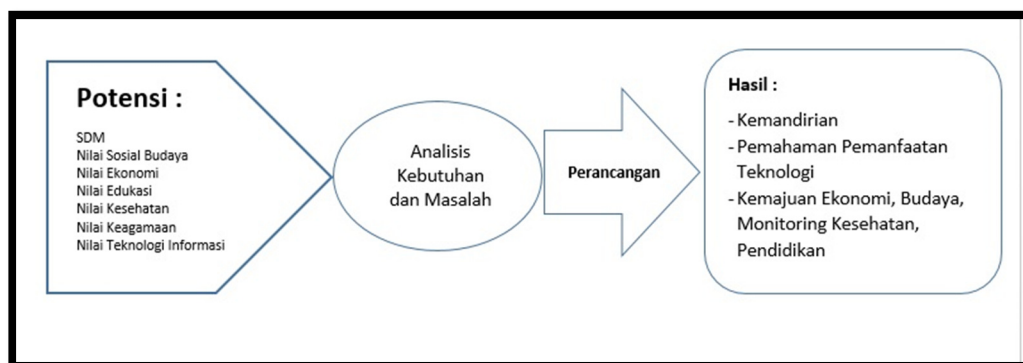 Potensi :
SDM
Nilai Sosial Budaya
Nilai Ekonomi
Nilai Edukasi
Nilai Kesehatan
Nilai Keagamaan
Nilai Teknologi Informasi
Analisis
Kebutuhan
dan Masalah
Perancangan
Hasil :
- Kemandirian
- Pemahaman Pemanfaatan
Teknologi
- Kemajuan Ekonomi, Budaya,
Monitoring Kesehatan,
Pendidikan